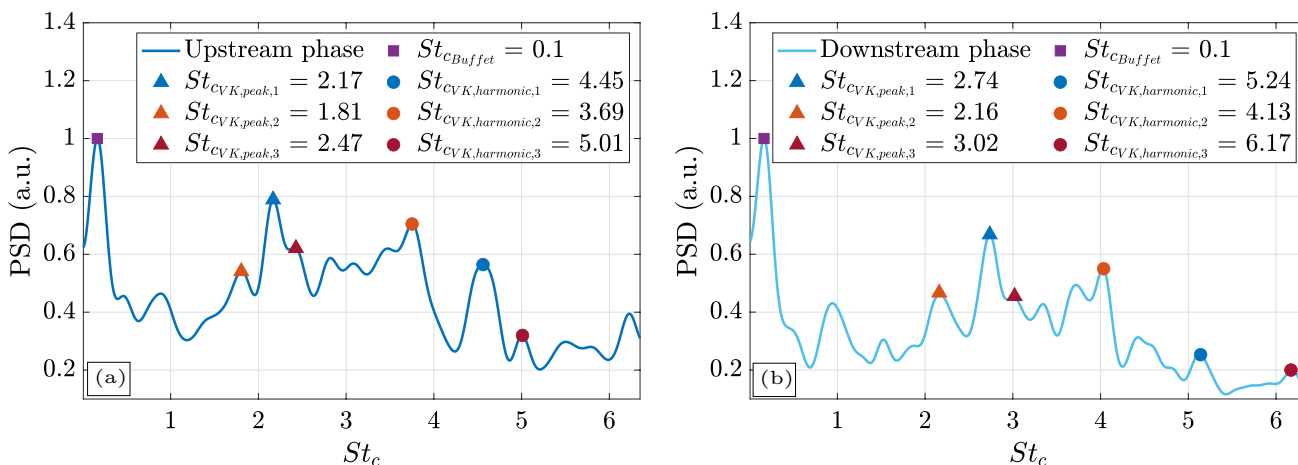 1.4
1.2
1
0.8
0.6
0.4
0.2
PSD (a.u.)
Upstream phase
St_{c_{Buffet}} = 0.1
St_{c_{VK,peak,1}} = 2.17
St_{c_{VK,harmonic,1}} = 4.45
St_{c_{VK,peak,2}} = 1.81
St_{c_{VK,harmonic,2}} = 3.69
St_{c_{VK,peak,3}} = 2.47
St_{c_{VK,harmonic,3}} = 5.01
(a)
1 2 3 4 5 6
St_c
1.4
1.2
1
0.8
0.6
0.4
0.2
PSD (a.u.)
Downstream phase
St_{c_{Buffet}} = 0.1
St_{c_{VK,peak,1}} = 2.74
St_{c_{VK,harmonic,1}} = 5.24
St_{c_{VK,peak,2}} = 2.16
St_{c_{VK,harmonic,2}} = 4.13
St_{c_{VK,peak,3}} = 3.02
St_{c_{VK,harmonic,3}} = 6.17
(b)
1 2 3 4 5 6
St_c